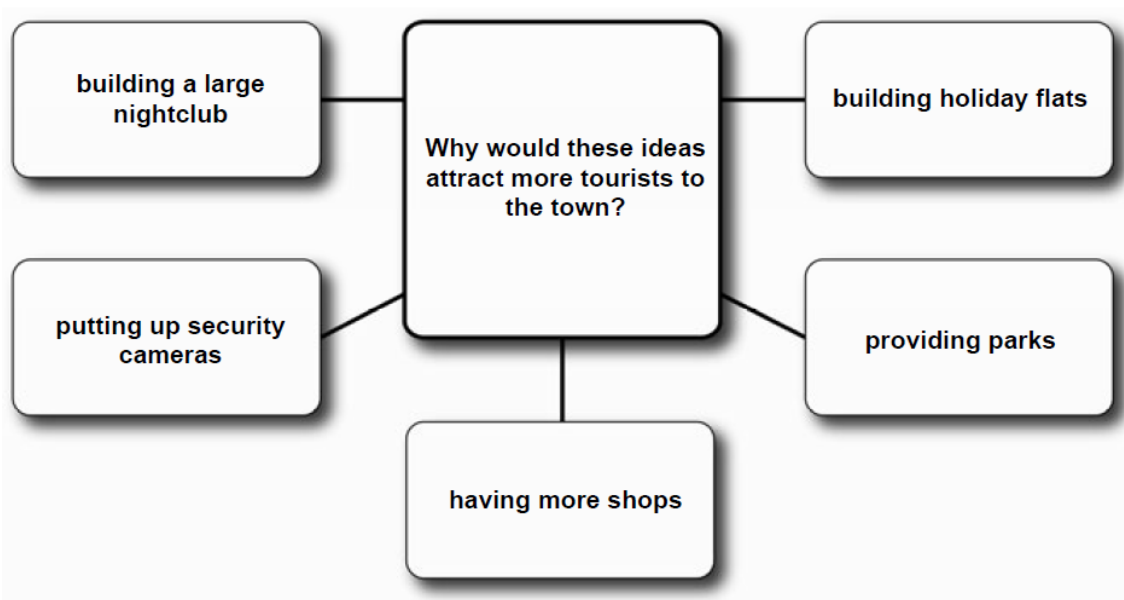 building a large
nightclub
Why would these ideas
attract more tourists to
the town?
building holiday flats
putting up security
cameras
providing parks
having more shops